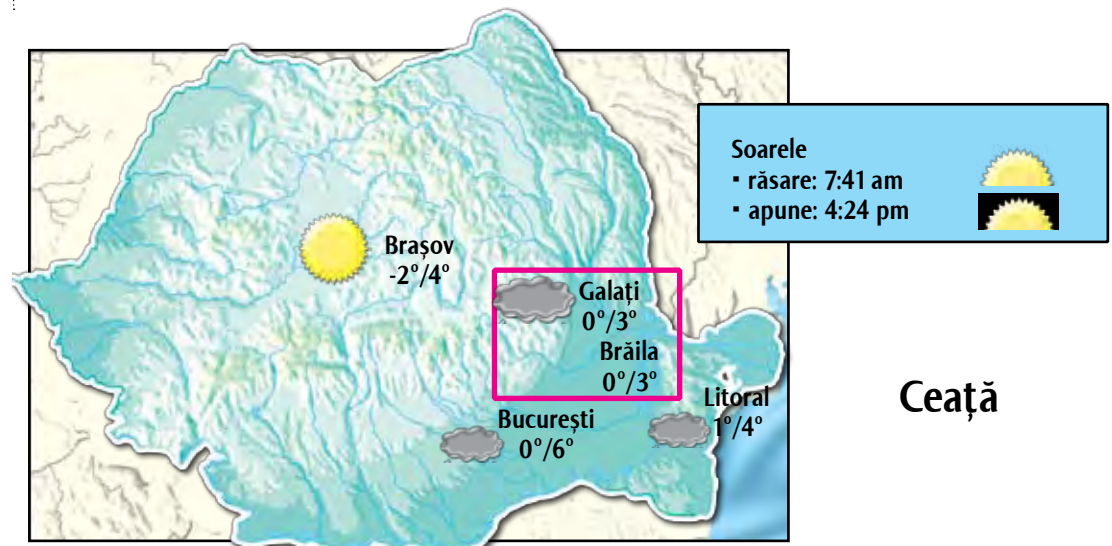 Soarele
▪ răsare: 7:41 am
▪ apune: 4:24 pm
Brașov
-2°/4°
Galați
0°/3°
Brăila
0°/3°
Litoral
1°/4°
București
0°/6°
Ceață